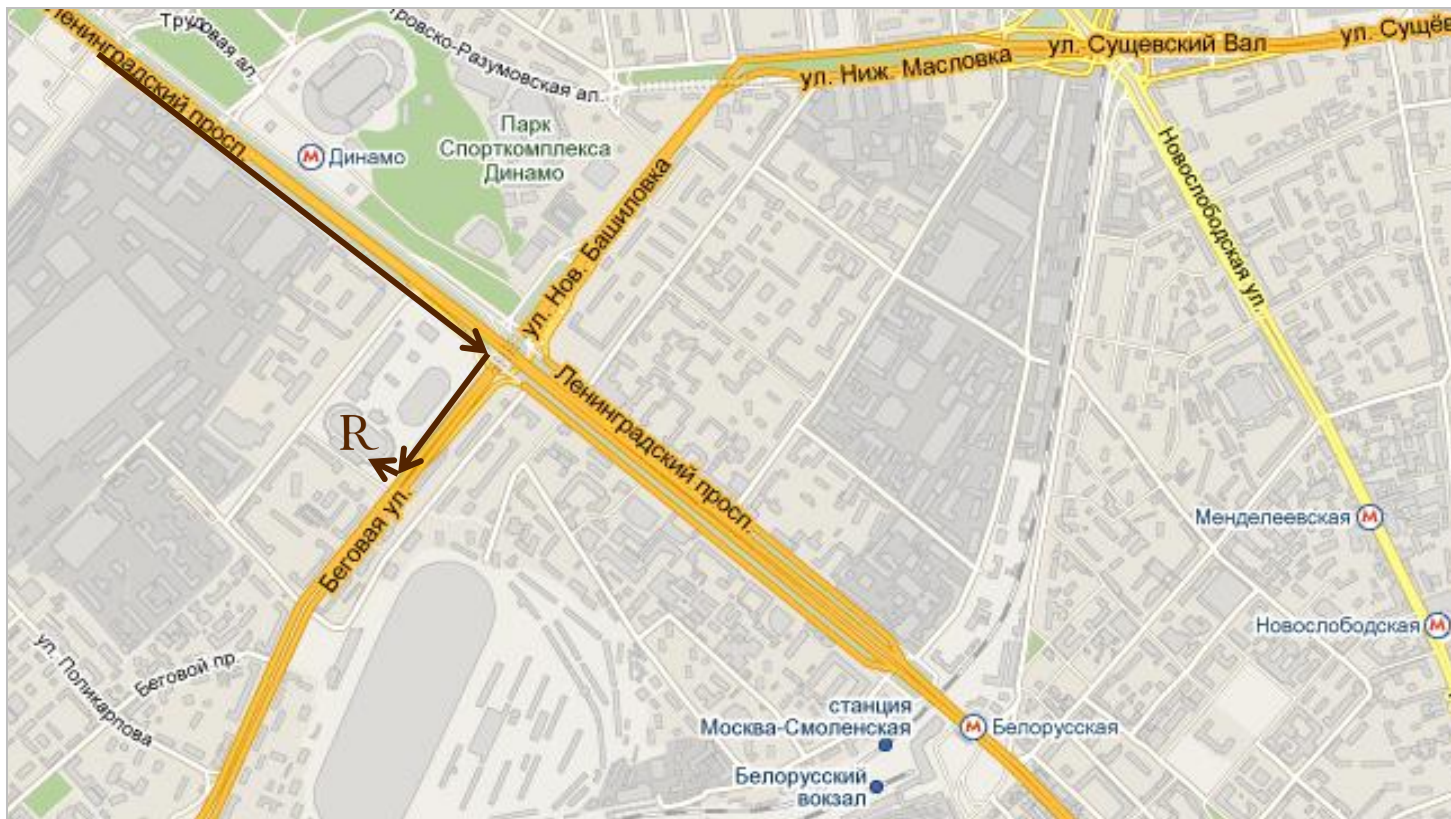 Ленинградский просп.
Трудовая ал.
тровско-Разумовская ал.
ул. Сущевский Вал
ул. Сущёв
ул. Ниж. Масловка
Парк
Спорткомплекса
Динамо
М Динамо
ул. Нов. Башиловка
Новослободская ул.
Ленинградский просп.
R
Беговая ул.
Менделеевская М
Новослободская М
ул. Поликарпова
Беговой пр.
станция
Москва-Смоленская
М Белорусская
Белорусский
вокзал